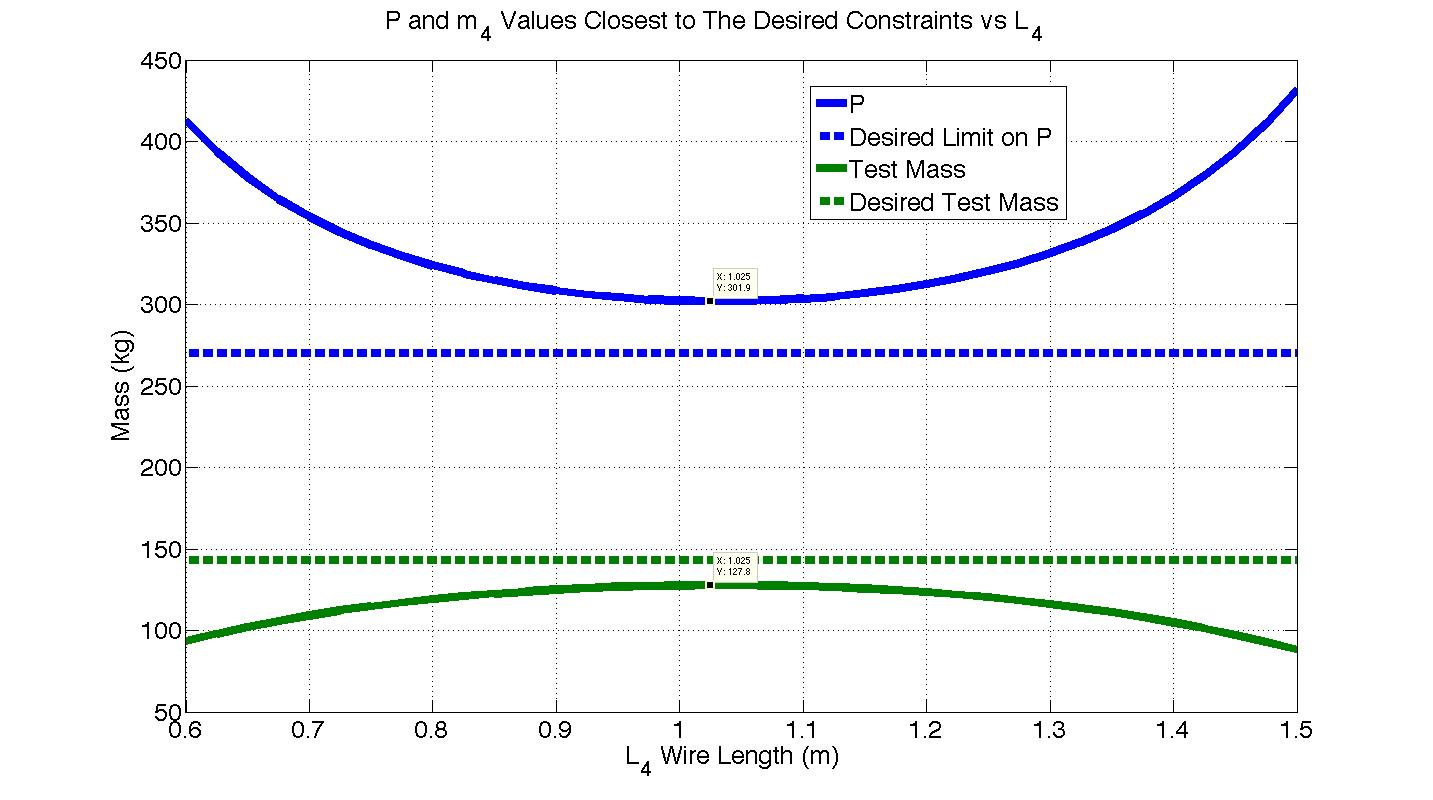 P and m4 Values Closest to The Desired Constraints vs L4
P
Desired Limit on P
Test Mass
Desired Test Mass
450
400
350
300
250
200
150
100
50
Mass (kg)
X: 1.025
Y: 301.9
X: 1.025
Y: 127.8
0.6 0.7 0.8 0.9 1 1.1 1.2 1.3 1.4 1.5
L4 Wire Length (m)